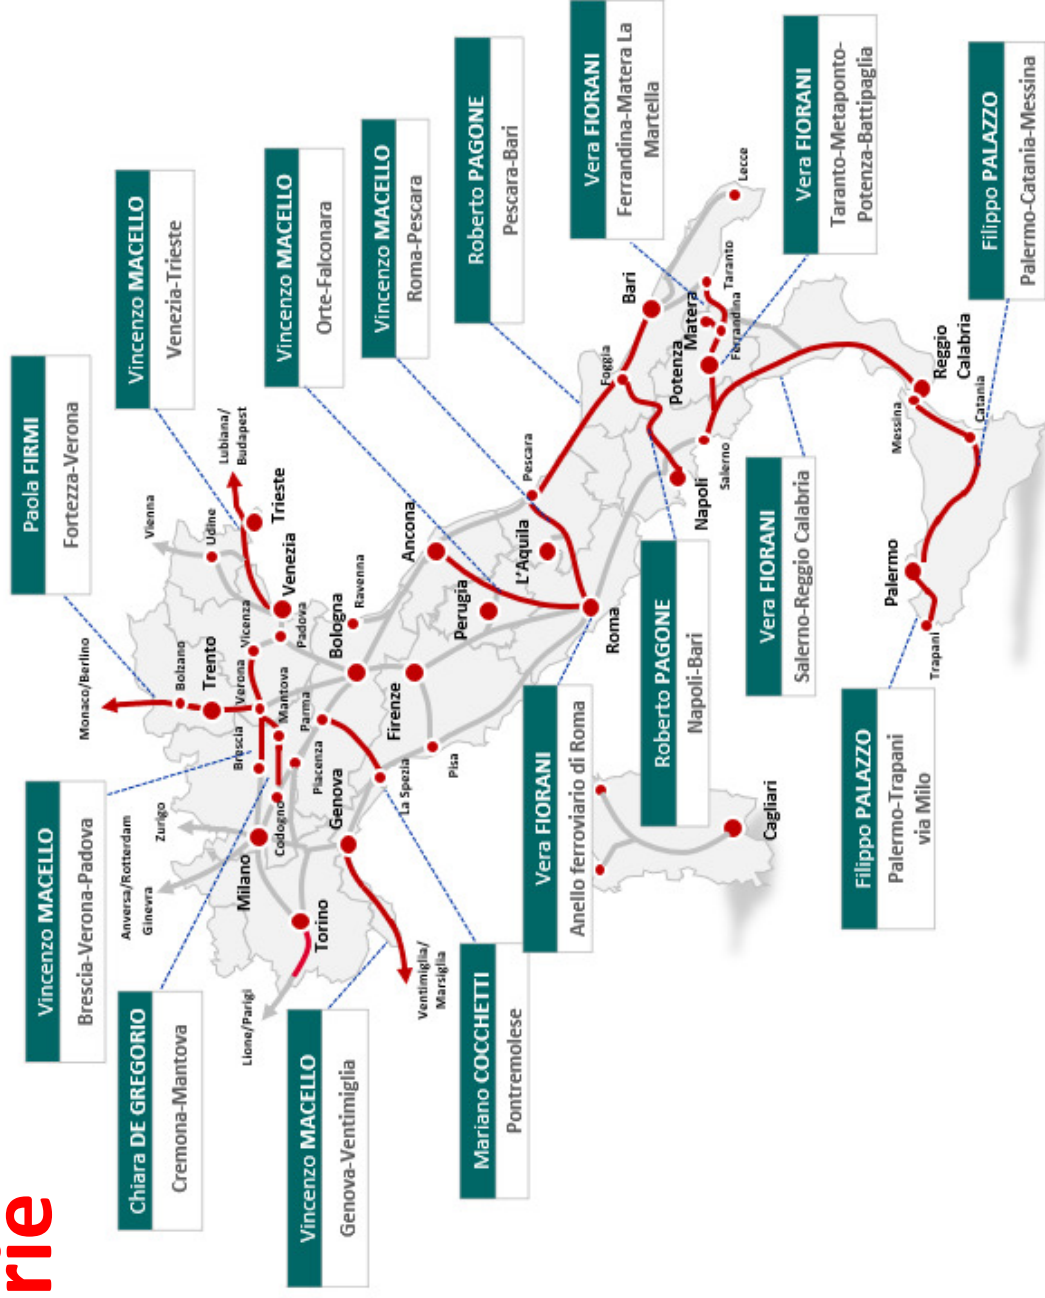 rie
Paola FIRMI
Fortezza-Verona
Vincenzo MACELLO
Brescia-Verona-Padova
Vincenzo MACELLO
Venezia-Trieste
Chiara DE GREGORIO
Cremona-Mantova
Vincenzo MACELLO
Orte-Falconara
Vincenzo MACELLO
Genova-Ventimiglia
Vincenzo MACELLO
Roma-Pescara
Mariano COCCHETTI
Pontremolese
Roberto PAGONE
Pescara-Bari
Vera FIORANI
Anello ferroviario di Roma
Vera FIORANI
Ferrandina-Matera La
Martella
Roberto PAGONE
Napoli-Bari
Vera FIORANI
Salerno-Reggio Calabria
Vera FIORANI
Taranto-Metaponto-
Potenza-Battipaglia
Filippo PALAZZO
Palermo-Trapani
via Milo
Filippo PALAZZO
Palermo-Catania-Messina
Monaco/Berlino
Vienna
Lubiana/
Budapest
Zurigo
Anversa/Rotterdam
Ginevra
Lione/Parigi
Ventimiglia/
Marsiglia
Bolzano
Trento
Udine
Trieste
Venezia
Vicenza
Padova
Verona
Brescia
Mantova
Milano
Codogno
Piacenza
Parma
Torino
Genova
La Spezia
Bologna
Ravenna
Firenze
Pisa
Ancona
Perugia
L'Aquila
Pescara
Roma
Foggia
Bari
Napoli
Salerno
Potenza
Matera
Ferrandina
Taranto
Lecce
Cagliari
Reggio
Calabria
Messina
Catania
Palermo
Trapani